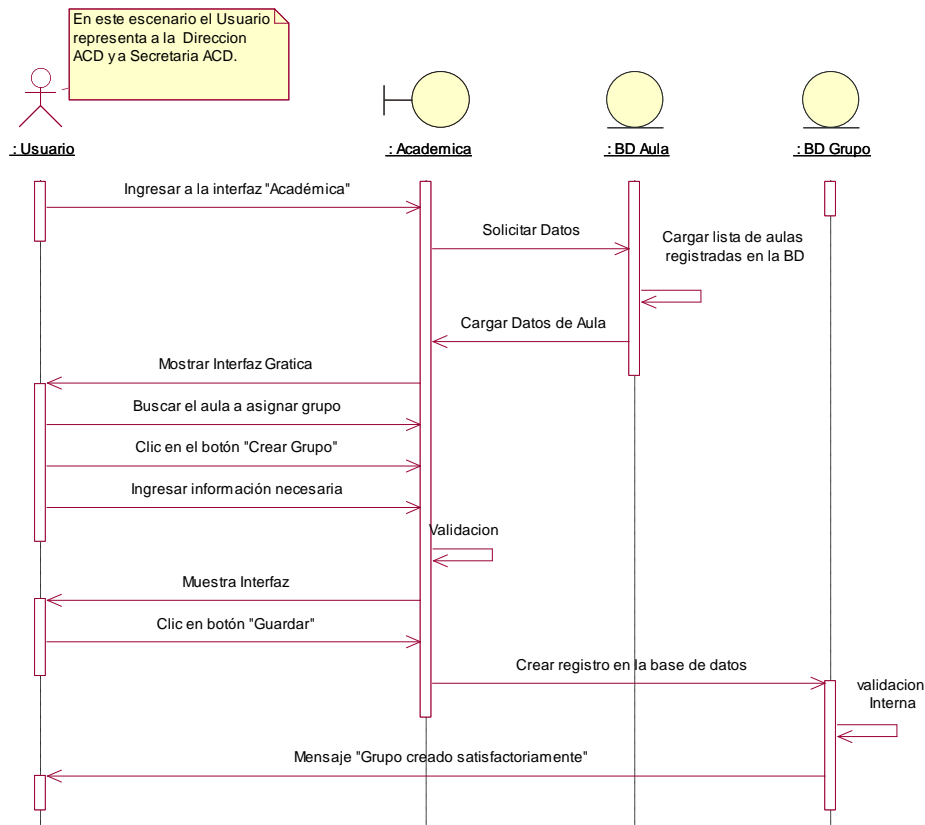 En este escenario el Usuario
representa a la Direccion
ACD y a Secretaria ACD.
: Usuario
: Academica
: BD Aula
: BD Grupo
Ingresar a la interfaz "Académica"
Solicitar Datos
Cargar lista de aulas
registradas en la BD
Cargar Datos de Aula
Mostrar Interfaz Gratica
Buscar el aula a asignar grupo
Clic en el botón "Crear Grupo"
Ingresar información necesaria
Validacion
Muestra Interfaz
Clic en botón "Guardar"
Crear registro en la base de datos
validacion
Interna
Mensaje "Grupo creado satisfactoriamente"